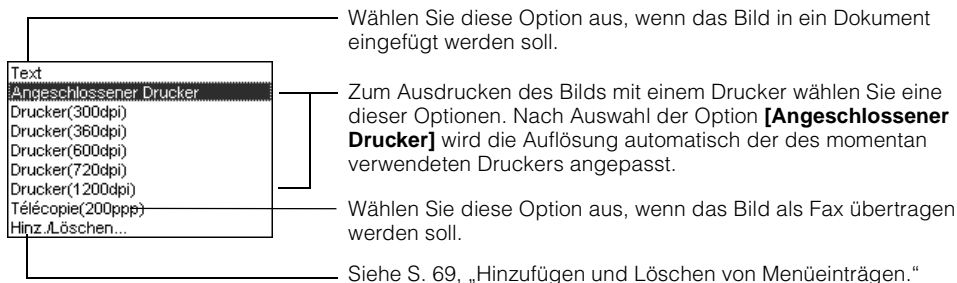 Wählen Sie diese Option aus, wenn das Bild in ein Dokument
eingefügt werden soll.
Text
Angeschlossener Drucker
Drucker(300dpi)
Drucker(360dpi)
Drucker(600dpi)
Drucker(720dpi)
Drucker(1200dpi)
Télécopie(200ppp)
Hinz./Löschen...
Zum Ausdrucken des Bilds mit einem Drucker wählen Sie eine
dieser Optionen. Nach Auswahl der Option [Angeschlossener
Drucker] wird die Auflösung automatisch der des momentan
verwendeten Druckers angepasst.
Wählen Sie diese Option aus, wenn das Bild als Fax übertragen
werden soll.
Siehe S. 69, „Hinzufügen und Löschen von Menüeinträgen.“